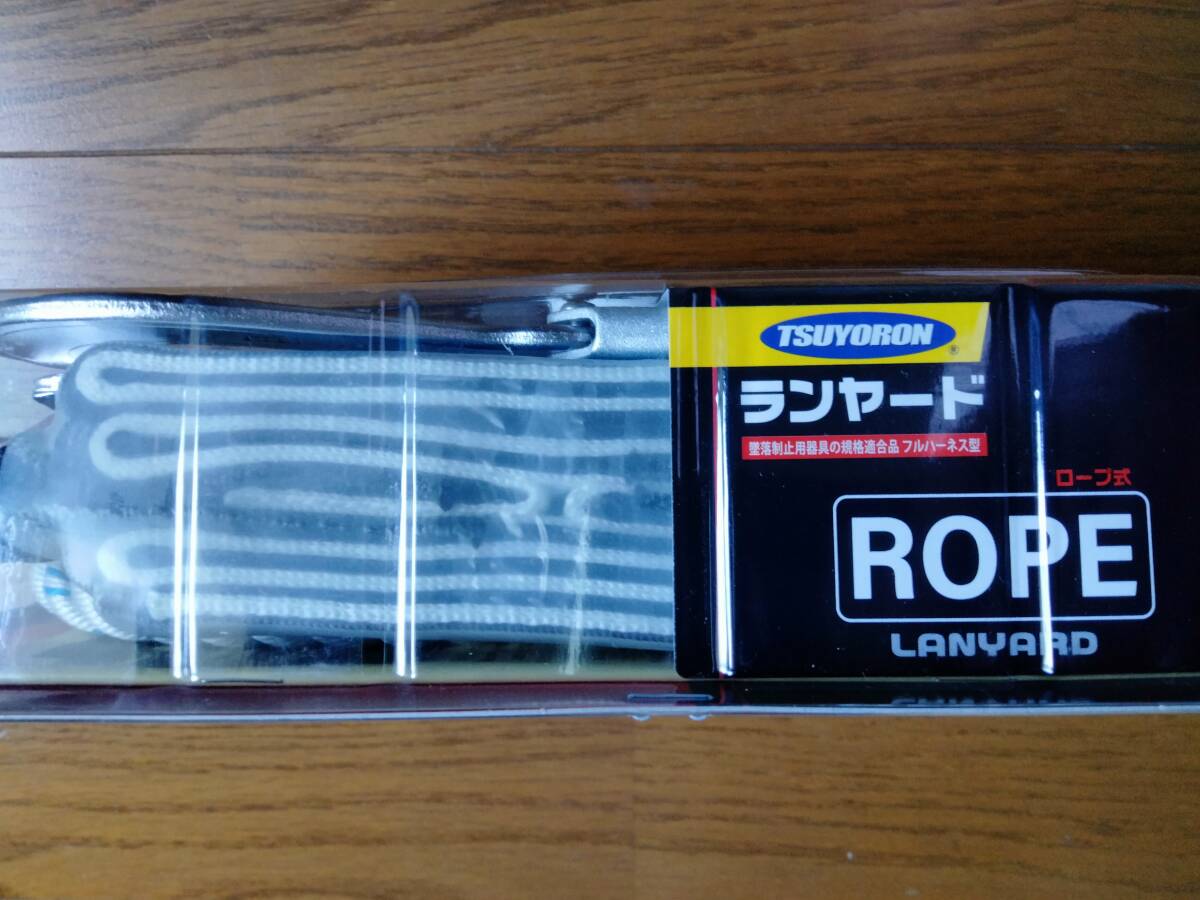 TSUYORON
®
ランヤード
墜落制止用器具の規格適合品 フルハーネス型
ロープ式
ROPE
LANYARD